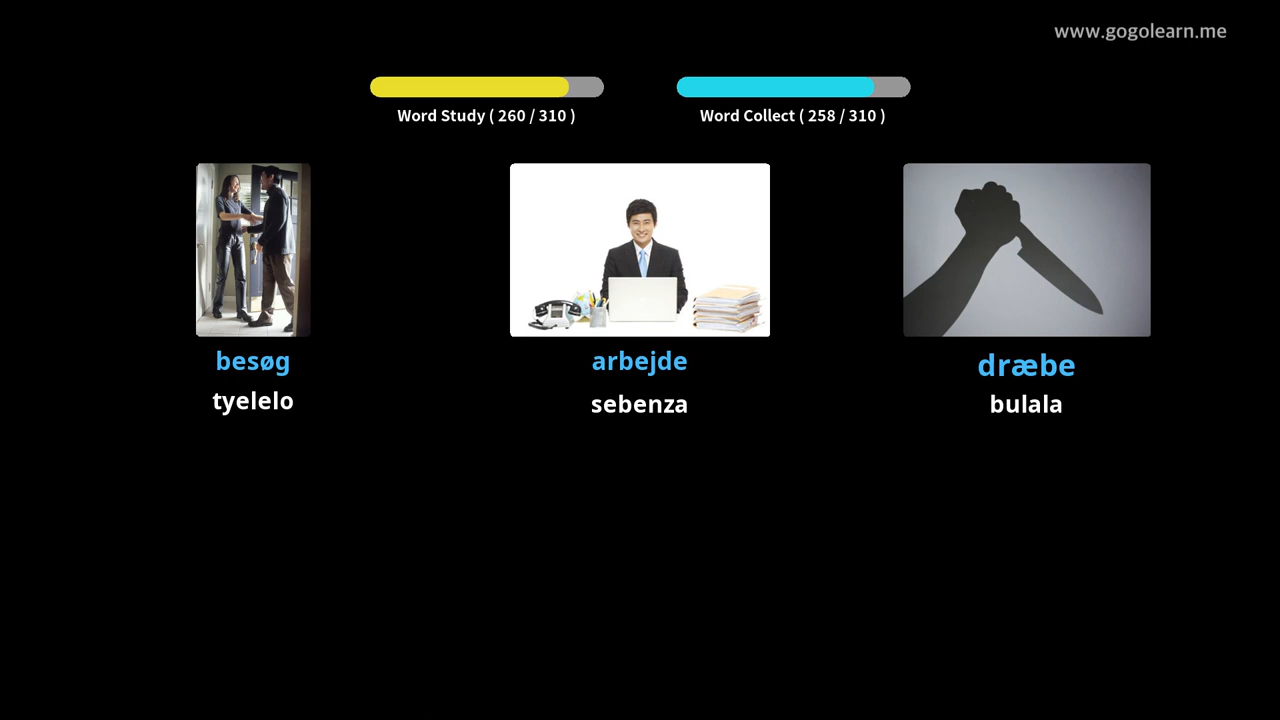 www.gogolearn.me
Word Study ( 260 / 310 )
Word Collect ( 258 / 310 )
besøg
tyelelo
arbejde
sebenza
dræbe
bulala